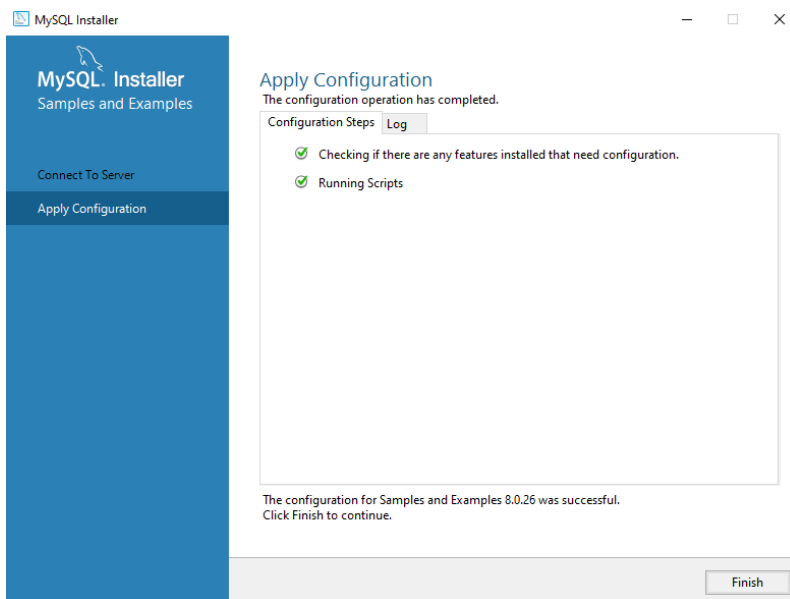 MySQL Installer
MySQL. Installer
Samples and Examples
Connect To Server
Apply Configuration
Apply Configuration
The configuration operation has completed.
Configuration Steps Log
Checking if there are any features installed that need configuration.
Running Scripts
The configuration for Samples and Examples 8.0.26 was successful.
Click Finish to continue.
Finish